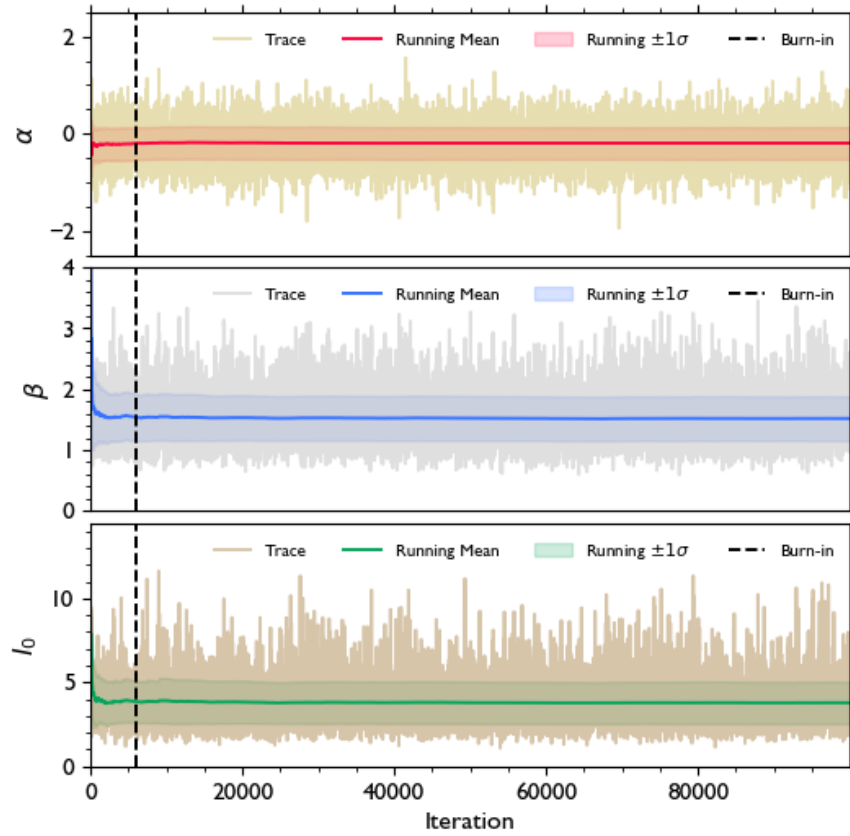 2
Trace Running Mean Running ±1σ Burn-in
α
0
−2
4
Trace Running Mean Running ±1σ Burn-in
3
β
2
1
0
Trace Running Mean Running ±1σ Burn-in
10
I₀
5
0
0 20000 40000 60000 80000
Iteration